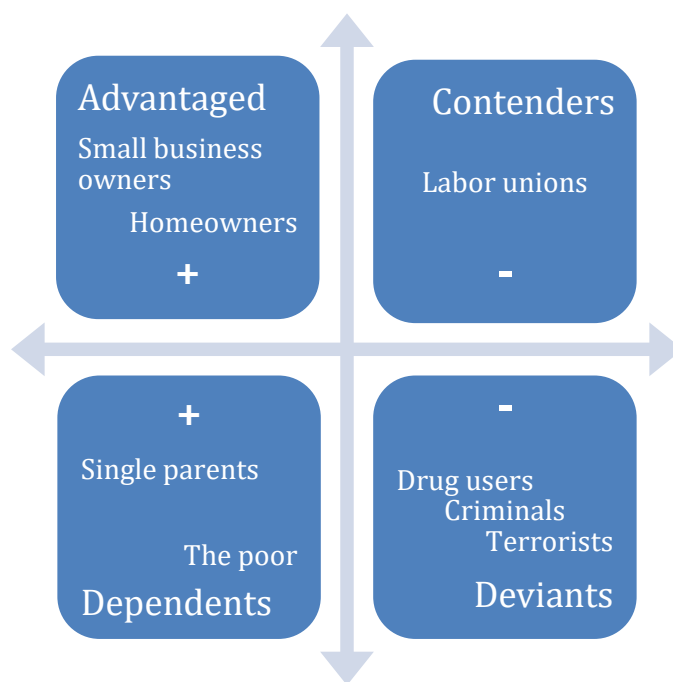 Advantaged
Small business
owners
Homeowners
+
Contenders
Labor unions
-
+
Single parents
The poor
Dependents
-
Drug users
Criminals
Terrorists
Deviants